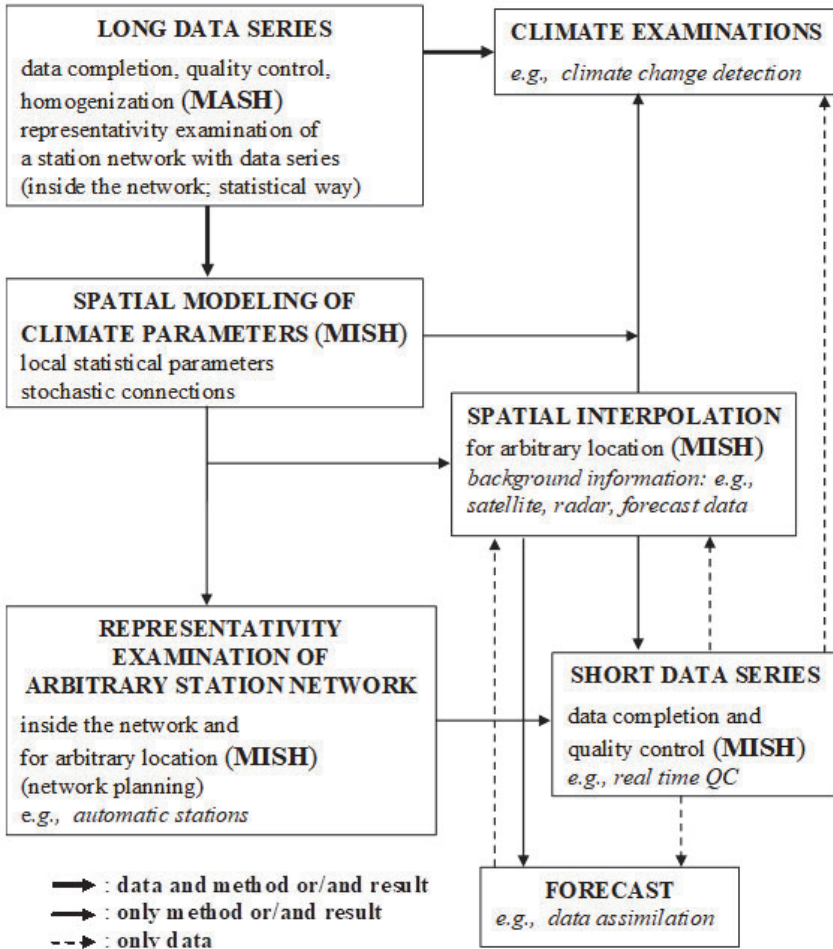 LONG DATA SERIES
data completion, quality control,
homogenization (MASH)
representativity examination of
a station network with data series
(inside the network; statistical way)
CLIMATE EXAMINATIONS
e.g., climate change detection
SPATIAL MODELING OF
CLIMATE PARAMETERS (MISH)
local statistical parameters
stochastic connections
SPATIAL INTERPOLATION
for arbitrary location (MISH)
background information: e.g.,
satellite, radar, forecast data
REPRESENTATIVITY
EXAMINATION OF
ARBITRARY STATION NETWORK
inside the network and
for arbitrary location (MISH)
(network planning)
e.g., automatic stations
SHORT DATA SERIES
data completion and
quality control (MISH)
e.g., real time QC
FORECAST
e.g., data assimilation
: data and method or/and result
: only method or/and result
: only data